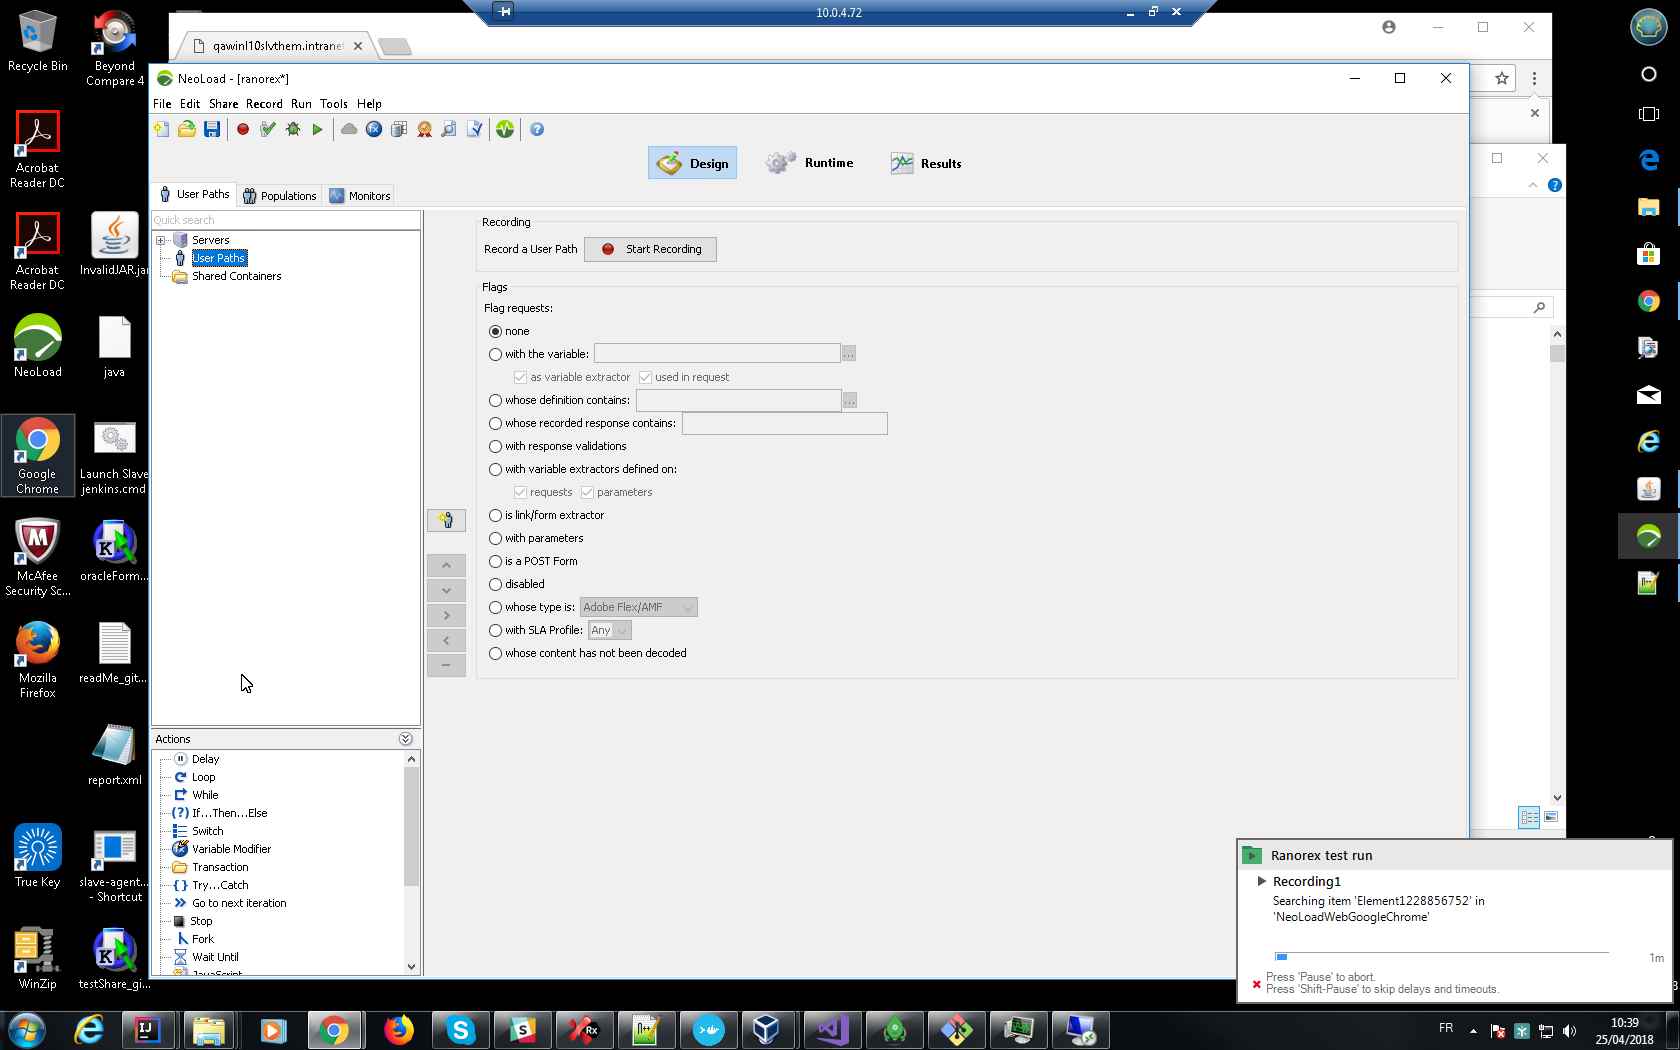 10.0.4.72
qawinl10slvthem.intranet
NeoLoad - [ranorex*]
File Edit Share Record Run Tools Help
Design Runtime Results
User Paths Populations Monitors
Quick search
Servers
User Paths
Shared Containers
Recording
Record a User Path Start Recording
Flags
Flag requests:
none
with the variable: ...
as variable extractor used in request
whose definition contains: ...
whose recorded response contains:
with response validations
with variable extractors defined on:
requests parameters
is link/form extractor
with parameters
is a POST Form
disabled
whose type is: Adobe Flex/AMF
with SLA Profile: Any
whose content has not been decoded
Actions
Delay
Loop
While
If...Then...Else
Switch
Variable Modifier
Transaction
Try...Catch
Go to next iteration
Stop
Fork
Wait Until
JavaScript
Recycle Bin
Beyond
Compare 4
Acrobat
Reader DC
Acrobat
Reader DC
InvalidJAR.jar
NeoLoad
java
Google
Chrome
Launch Slave
jenkins.cmd
McAfee
Security Sc...
oracleForm...
Mozilla
Firefox
readMe_git...
report.xml
True Key
slave-agent...
- Shortcut
WinZip
testShare_gi...
Ranorex test run
Recording1
Searching item 'Element1228856752' in
'NeoLoadWebGoogleChrome'
1m
Press 'Pause' to abort.
Press 'Shift-Pause' to skip delays and timeouts.
FR
10:39
25/04/2018